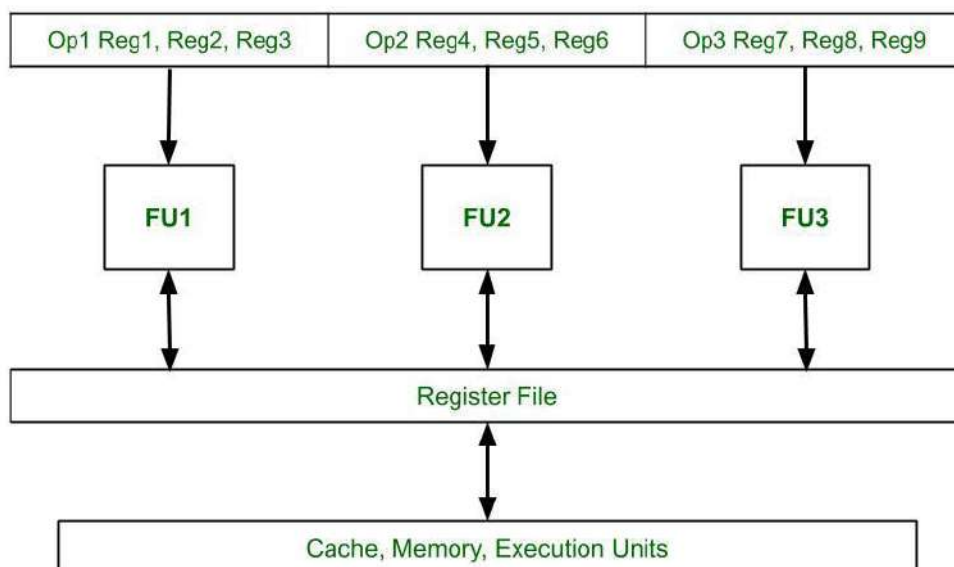 Op1 Reg1, Reg2, Reg3
Op2 Reg4, Reg5, Reg6
Op3 Reg7, Reg8, Reg9
FU1
FU2
FU3
Register File
Cache, Memory, Execution Units